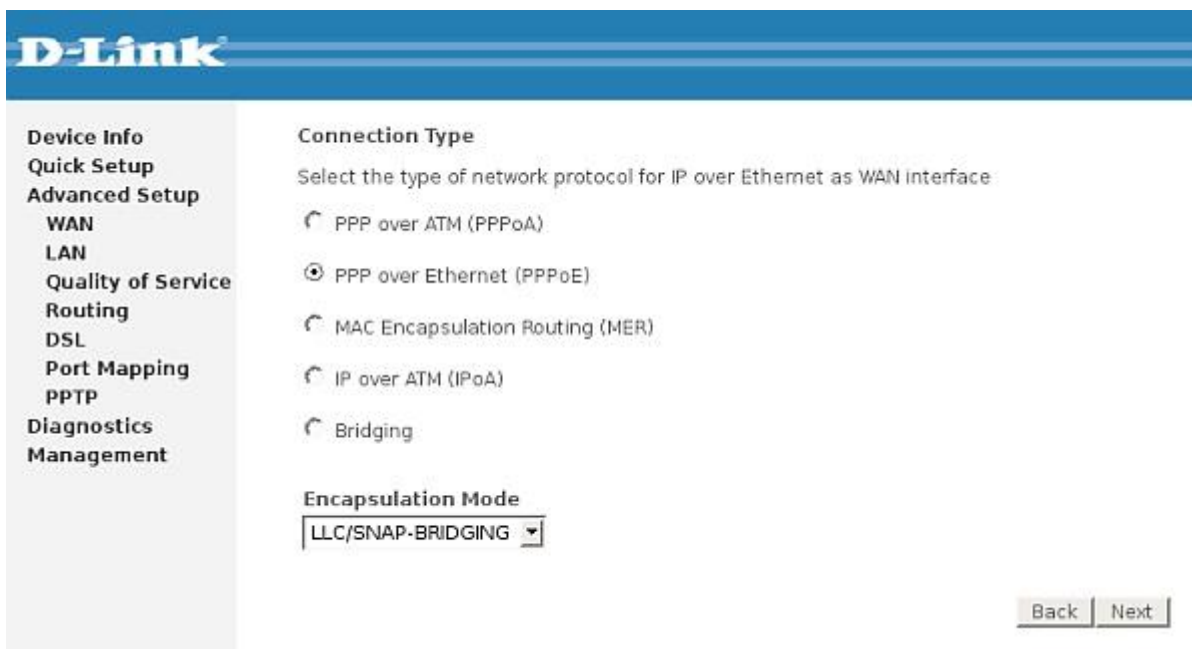 D-Link
Device Info
Quick Setup
Advanced Setup
WAN
LAN
Quality of Service
Routing
DSL
Port Mapping
PPTP
Diagnostics
Management
Connection Type
Select the type of network protocol for IP over Ethernet as WAN interface
PPP over ATM (PPPoA)
PPP over Ethernet (PPPoE)
MAC Encapsulation Routing (MER)
IP over ATM (IPoA)
Bridging
Encapsulation Mode
LLC/SNAP-BRIDGING
Back Next